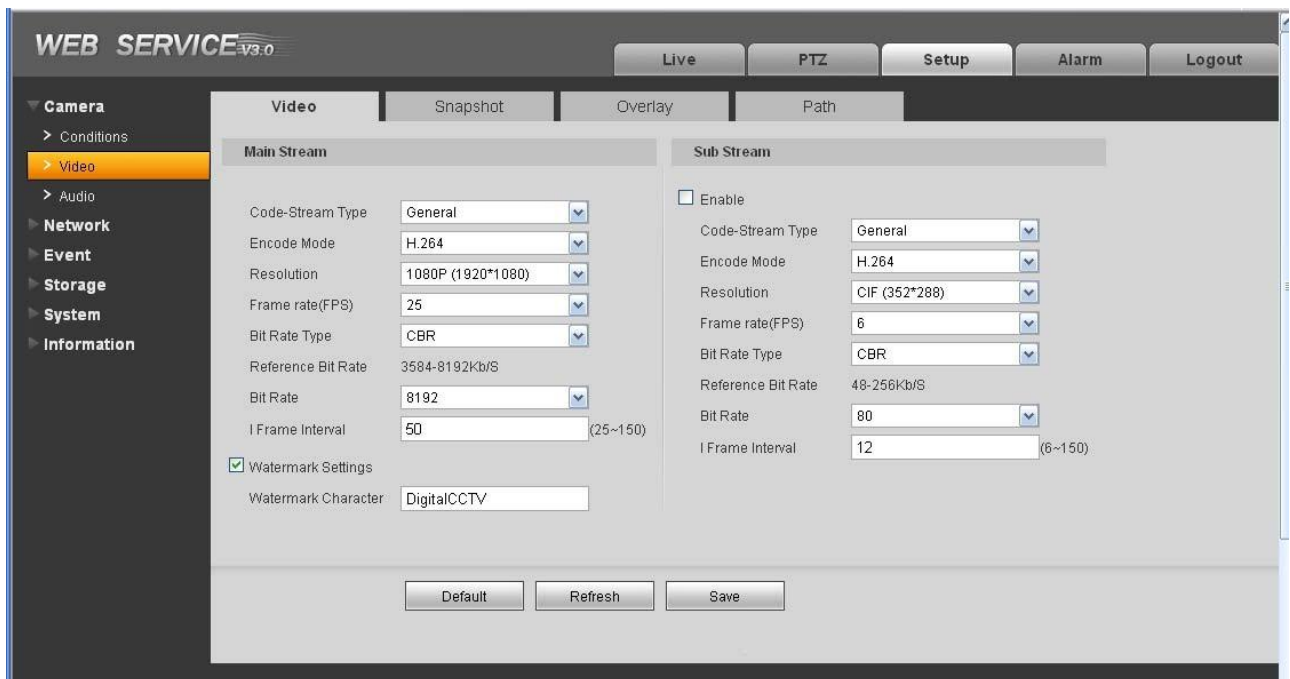 WEB SERVICE V3.0
Live
PTZ
Setup
Alarm
Logout
Camera
> Conditions
> Video
> Audio
Network
Event
Storage
System
Information
Video
Snapshot
Overlay
Path
Main Stream
Code-Stream Type General
Encode Mode H.264
Resolution 1080P (1920*1080)
Frame rate(FPS) 25
Bit Rate Type CBR
Reference Bit Rate 3584-8192Kb/S
Bit Rate 8192
I Frame Interval 50 (25~150)
Watermark Settings
Watermark Character DigitalCCTV
Sub Stream
Enable
Code-Stream Type General
Encode Mode H.264
Resolution CIF (352*288)
Frame rate(FPS) 6
Bit Rate Type CBR
Reference Bit Rate 48-256Kb/S
Bit Rate 80
I Frame Interval 12 (6~150)
Default
Refresh
Save